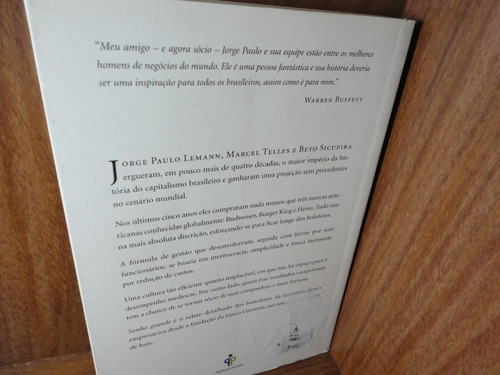 "Meu amigo – e agora sócio – Jorge Paulo e sua equipe estão entre os melhores
homens de negócios do mundo. Ele é uma pessoa fantástica e sua história deveria
ser uma inspiração para todos os brasileiros, assim como é para mim."
WARREN BUFFETT
JORGE PAULO LEMANN, MARCEL TELLES E BETO SICUPIRA
ergueram, em pouco mais de quatro décadas, o maior império da his-
tória do capitalismo brasileiro e ganharam uma projeção sem precedentes
no cenário mundial.
Nos últimos cinco anos eles compraram nada menos que três marcas ame-
ricanas conhecidas globalmente: Budweiser, Burger King e Heinz. Tudo isso
na mais absoluta discrição, esforçando-se para ficar longe dos holofotes.
A fórmula de gestão que desenvolveram, seguida com fervor por seus
funcionários, se baseia em meritocracia, simplicidade e busca incessante
por redução de custos.
Uma cultura tão eficiente quanto implacável, em que não há espaço para o
desempenho medíocre. Por outro lado, quem traz resultados excepcionais
tem a chance de se tornar sócio de suas companhias e fazer fortuna.
Sonho grande é o relato detalhado dos bastidores da trajetória desses
empresários desde a fundação do banco Garantia, nos anos
de hoje.